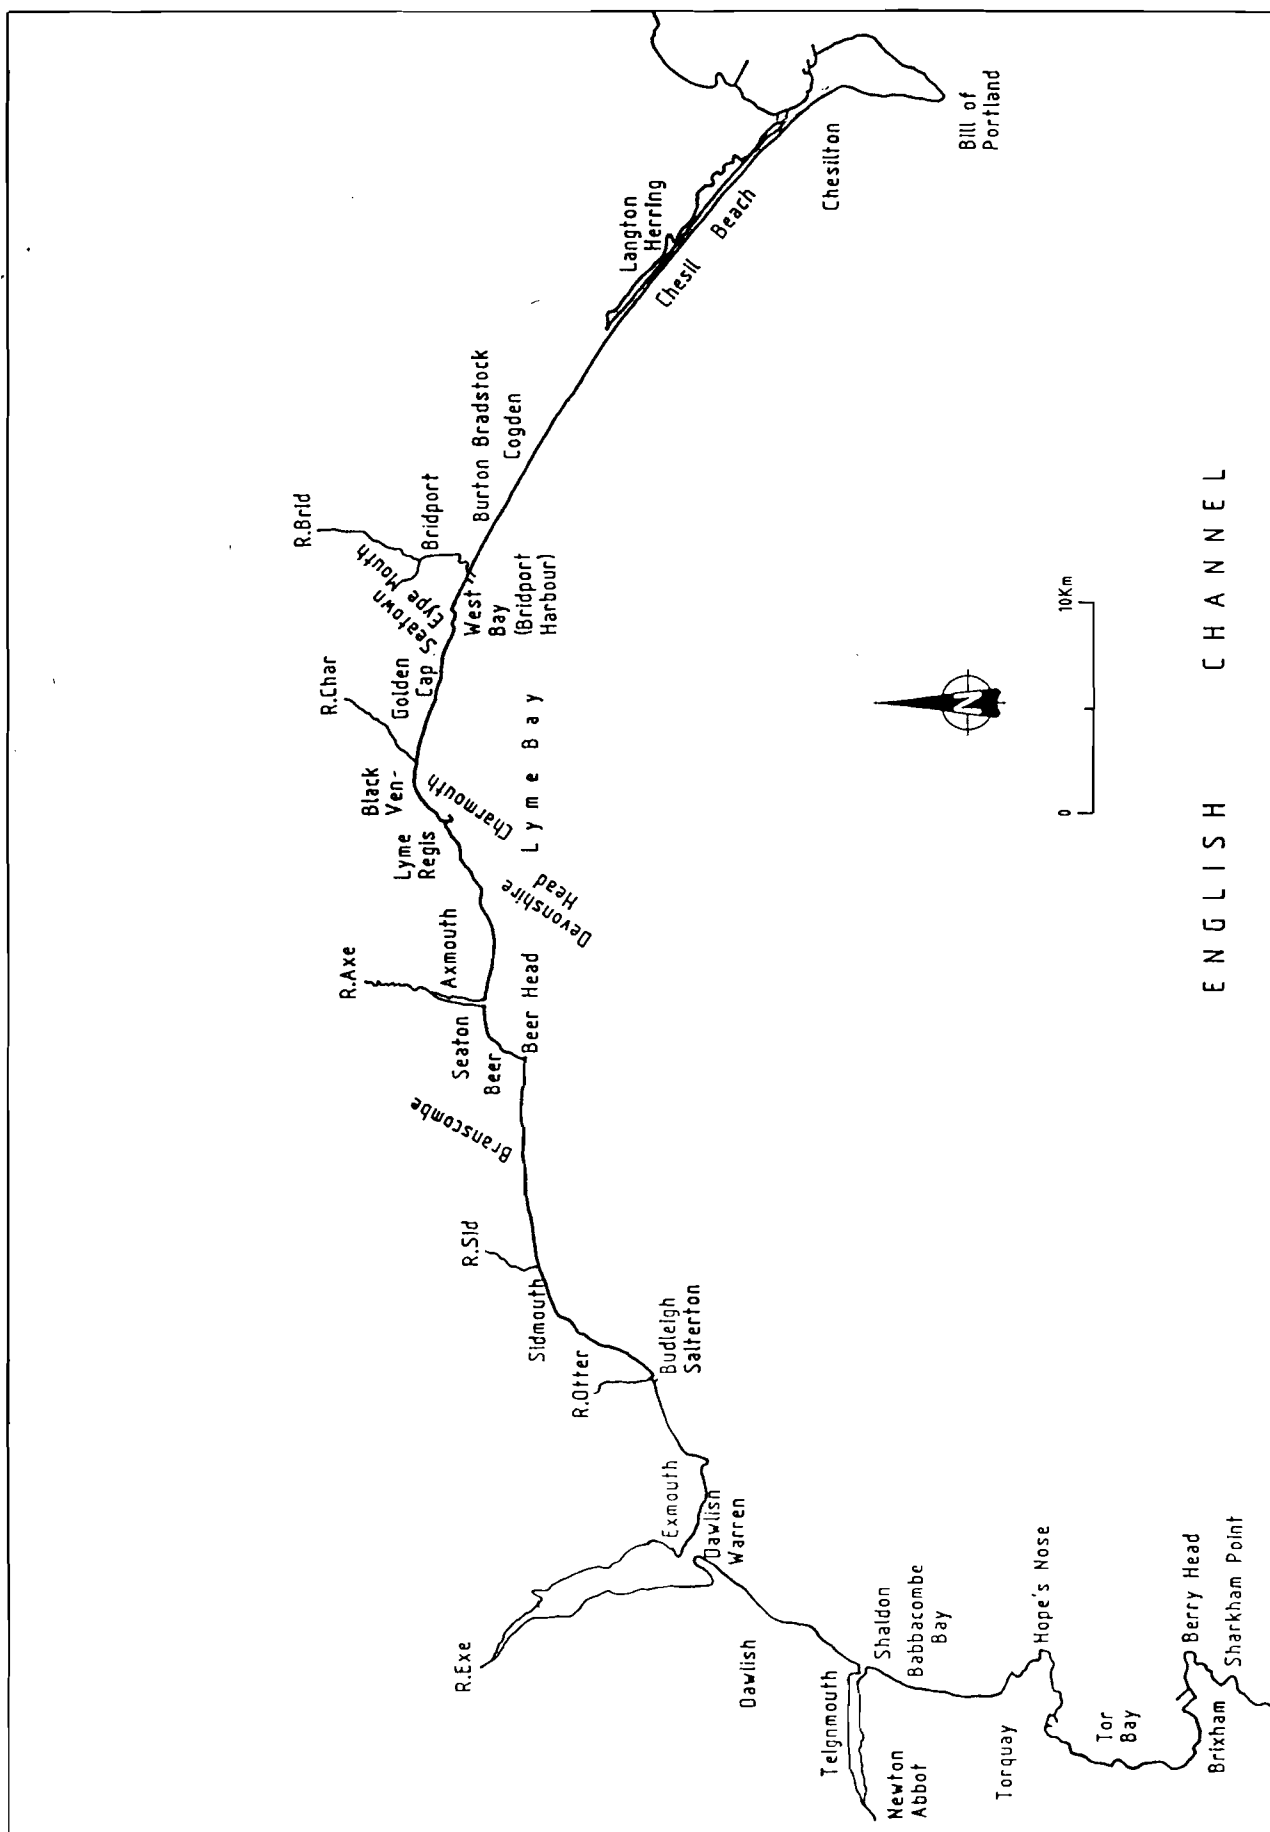 R.Exe
Exmouth
Dawlish
Warren
Dawlish
Teignmouth
Shaldon
Newton
Abbot
Babbacombe
Bay
Torquay
Hope's Nose
Tor
Bay
Berry Head
Brixham
Sharkham Point
R.Otter
Budleigh
Salterton
Sidmouth
R.Sid
Branscombe
Beer
Beer Head
Seaton
Axmouth
R.Axe
Devonshire
Head
Lyme
Regis
Black
Ven-
Charmouth
R.Char
Lyme Bay
Golden
Cap
Seatown
Eype Mouth
R.Brid
Bridport
West
Bay
(Bridport
Harbour)
Burton Bradstock
Cogden
Langton
Herring
Chesil Beach
Chesilton
Bill of
Portland
N
0 10Km
ENGLISH CHANNEL